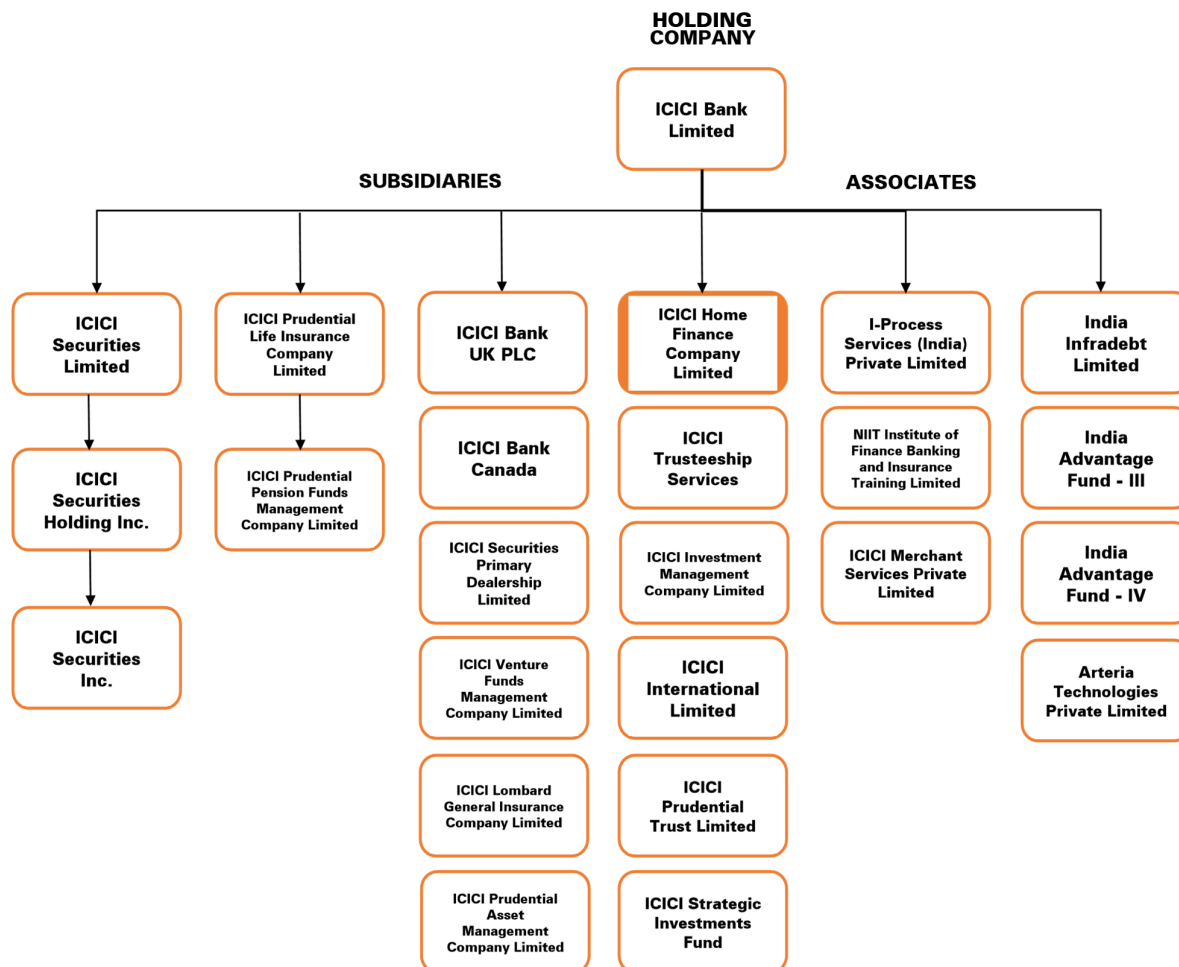 HOLDING
COMPANY
ICICI Bank
Limited
SUBSIDIARIES
ASSOCIATES
ICICI
Securities
Limited
ICICI
Securities
Holding Inc.
ICICI
Securities
Inc.
ICICI Prudential
Life Insurance
Company
Limited
ICICI Prudential
Pension Funds
Management
Company Limited
ICICI Bank
UK PLC
ICICI Bank
Canada
ICICI Securities
Primary
Dealership
Limited
ICICI Venture
Funds
Management
Company Limited
ICICI Lombard
General Insurance
Company Limited
ICICI Prudential
Asset
Management
Company Limited
ICICI Home
Finance
Company
Limited
ICICI
Trusteeship
Services
ICICI Investment
Management
Company Limited
ICICI
International
Limited
ICICI
Prudential
Trust Limited
ICICI Strategic
Investments
Fund
I-Process
Services (India)
Private Limited
NIIT Institute of
Finance Banking
and Insurance
Training Limited
ICICI Merchant
Services Private
Limited
India
Infradebt
Limited
India
Advantage
Fund - III
India
Advantage
Fund - IV
Arteria
Technologies
Private Limited